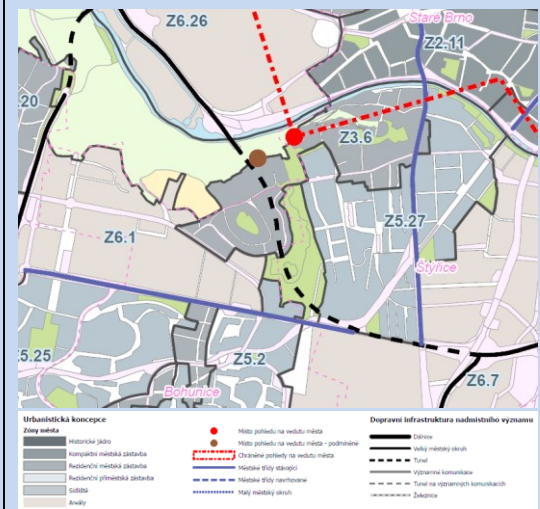 Z6.26
Staré Brno
Z2.11
.20
Z3.6
Z6.1
Z5.27
Štýřice
Z5.25
Z5.2
Bohunice
Z6.7
Urbanistická koncepce
Zóny města
Historické jádro
Kompaktní městská zástavba
Rezidenční městská zástavba
Rezidenční příměstská zástavba
Sídliště
Areály
Místo pohledu na vedutu města
Místo pohledu na vedutu města - podmíněné
Chráněné pohledy na vedutu města
Městské třídy stávající
Městské třídy navrhované
Malý městský okruh
Dopravní infrastruktura nadmístního významu
Dálnice
Velký městský okruh
Tunel
Významné komunikace
Tunel na významných komunikacích
Železnice